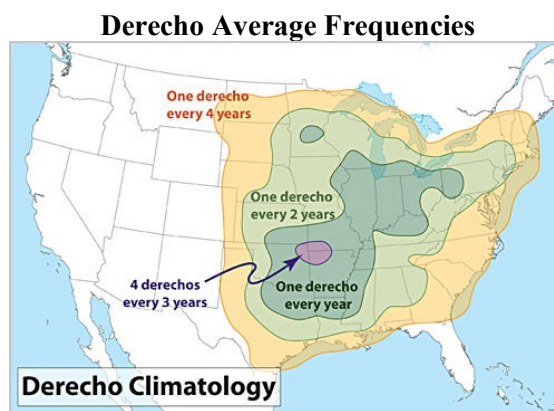 Derecho Average Frequencies
One derecho
every 4 years
One derecho
every 2 years
4 derechos
every 3 years
One derecho
every year
Derecho Climatology